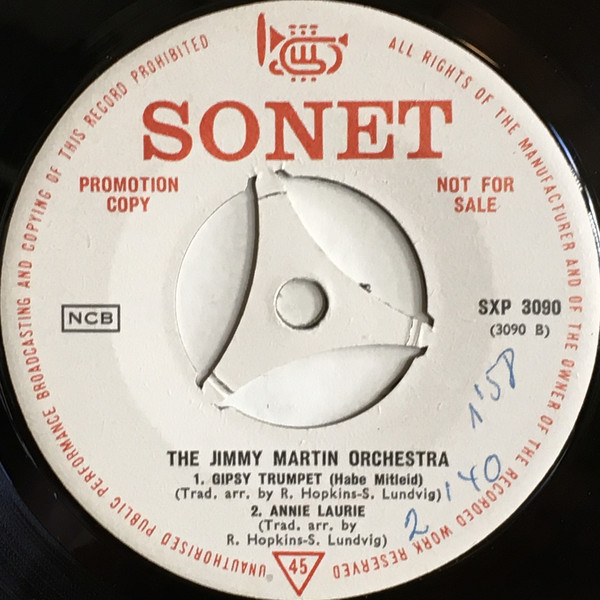 UNAUTHORISED PUBLIC PERFORMANCE BROADCASTING AND COPYING OF THIS RECORD PROHIBITED
ALL RIGHTS OF THE MANUFACTURER AND OF THE OWNER OF THE RECORDED WORK RESERVED
SONET
PROMOTION
COPY
NOT FOR
SALE
NCB
SXP 3090
(3090 B)
1'58
2'40
THE JIMMY MARTIN ORCHESTRA
1. GIPSY TRUMPET (Habe Mitleid)
(Trad. arr. by R. Hopkins-S. Lundvig)
2. ANNIE LAURIE
(Trad. arr. by
R. Hopkins-S. Lundvig)
45